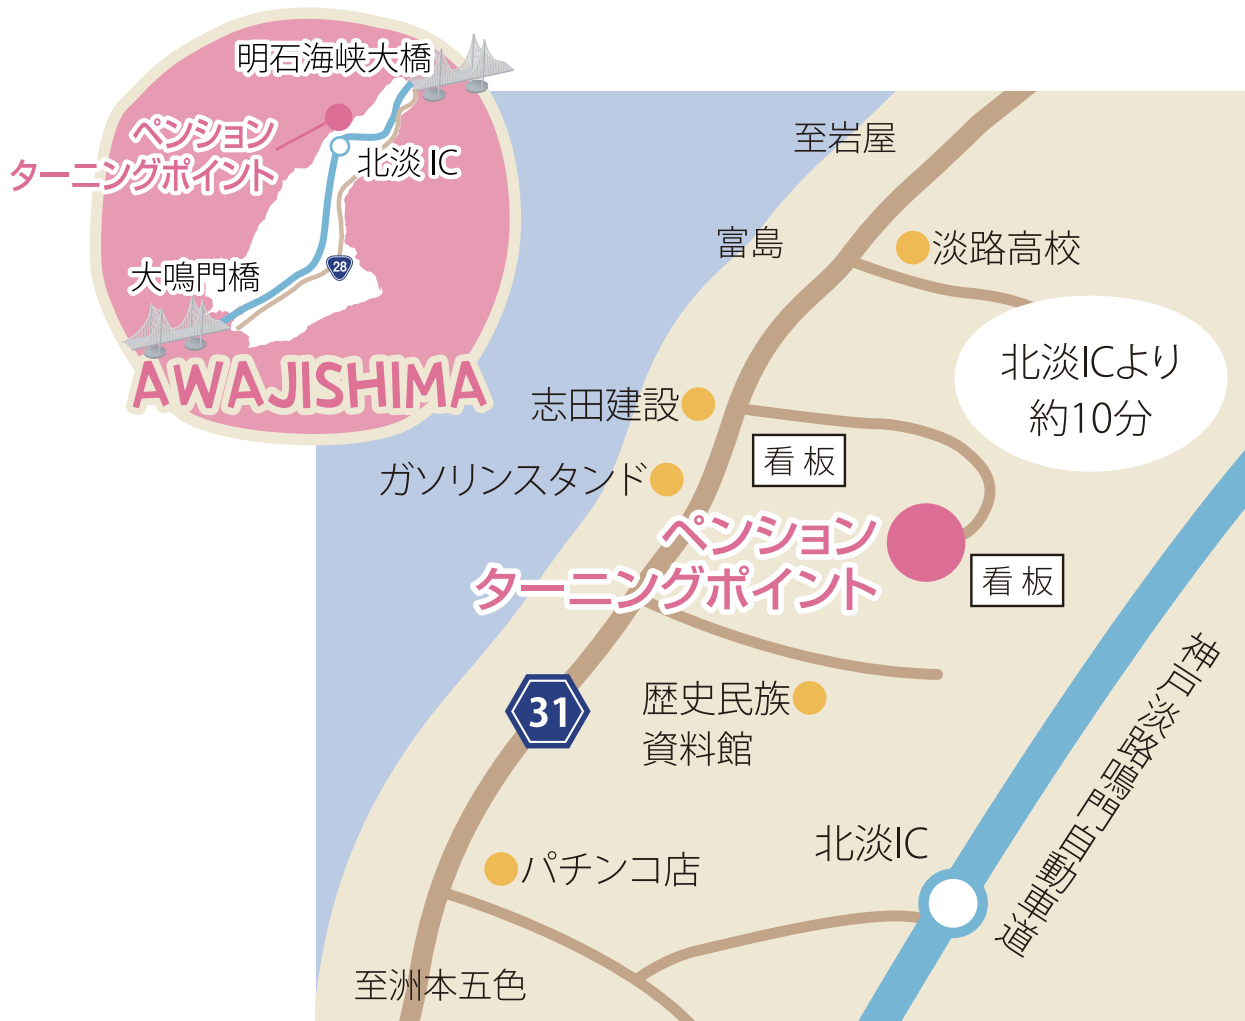 明石海峡大橋
ペンション
ターニングポイント
北淡 IC
大鳴門橋
28
AWAJISHIMA
至岩屋
富島
淡路高校
北淡ICより
約10分
志田建設
看 板
ガソリンスタンド
ペンション
ターニングポイント
看 板
31
歴史民族
資料館
神戸淡路鳴門自動車道
北淡IC
パチンコ店
至洲本五色